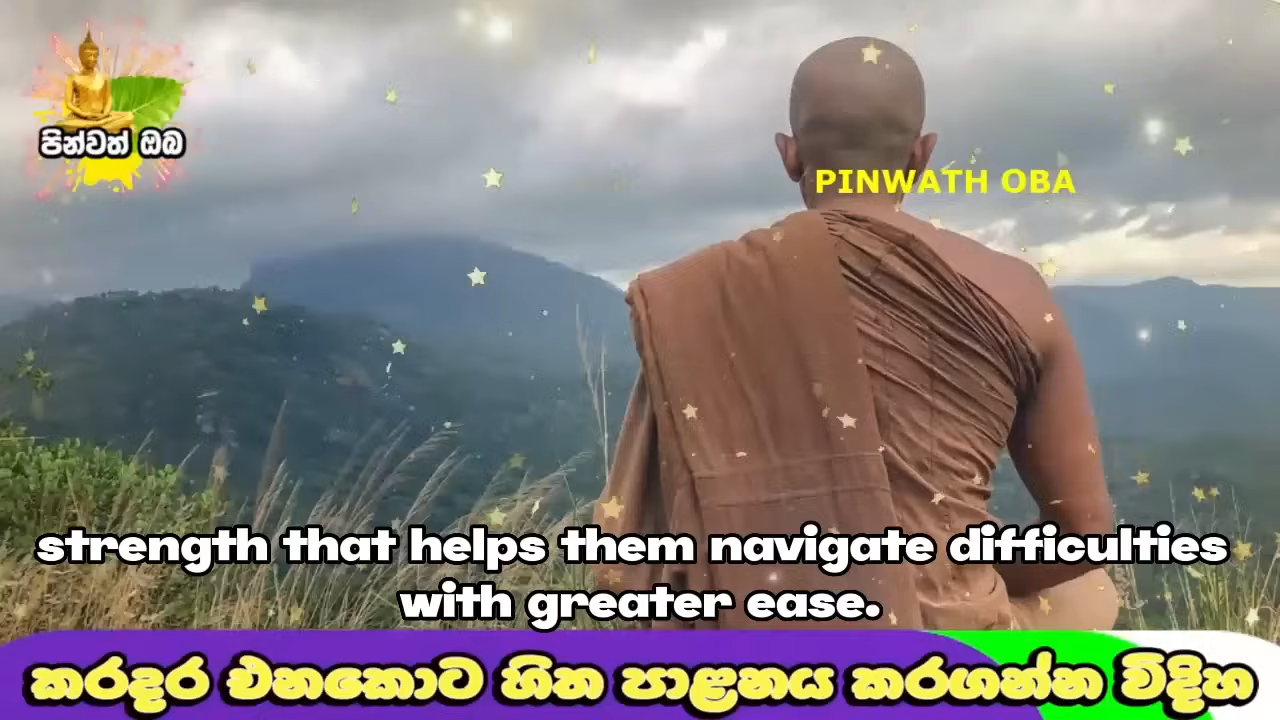 පින්වත් ඔබ
PINWATH OBA
strength that helps them navigate difficulties
with greater ease.
කරදර එනකොට හිත පාළනය කරගන්න විදිහ